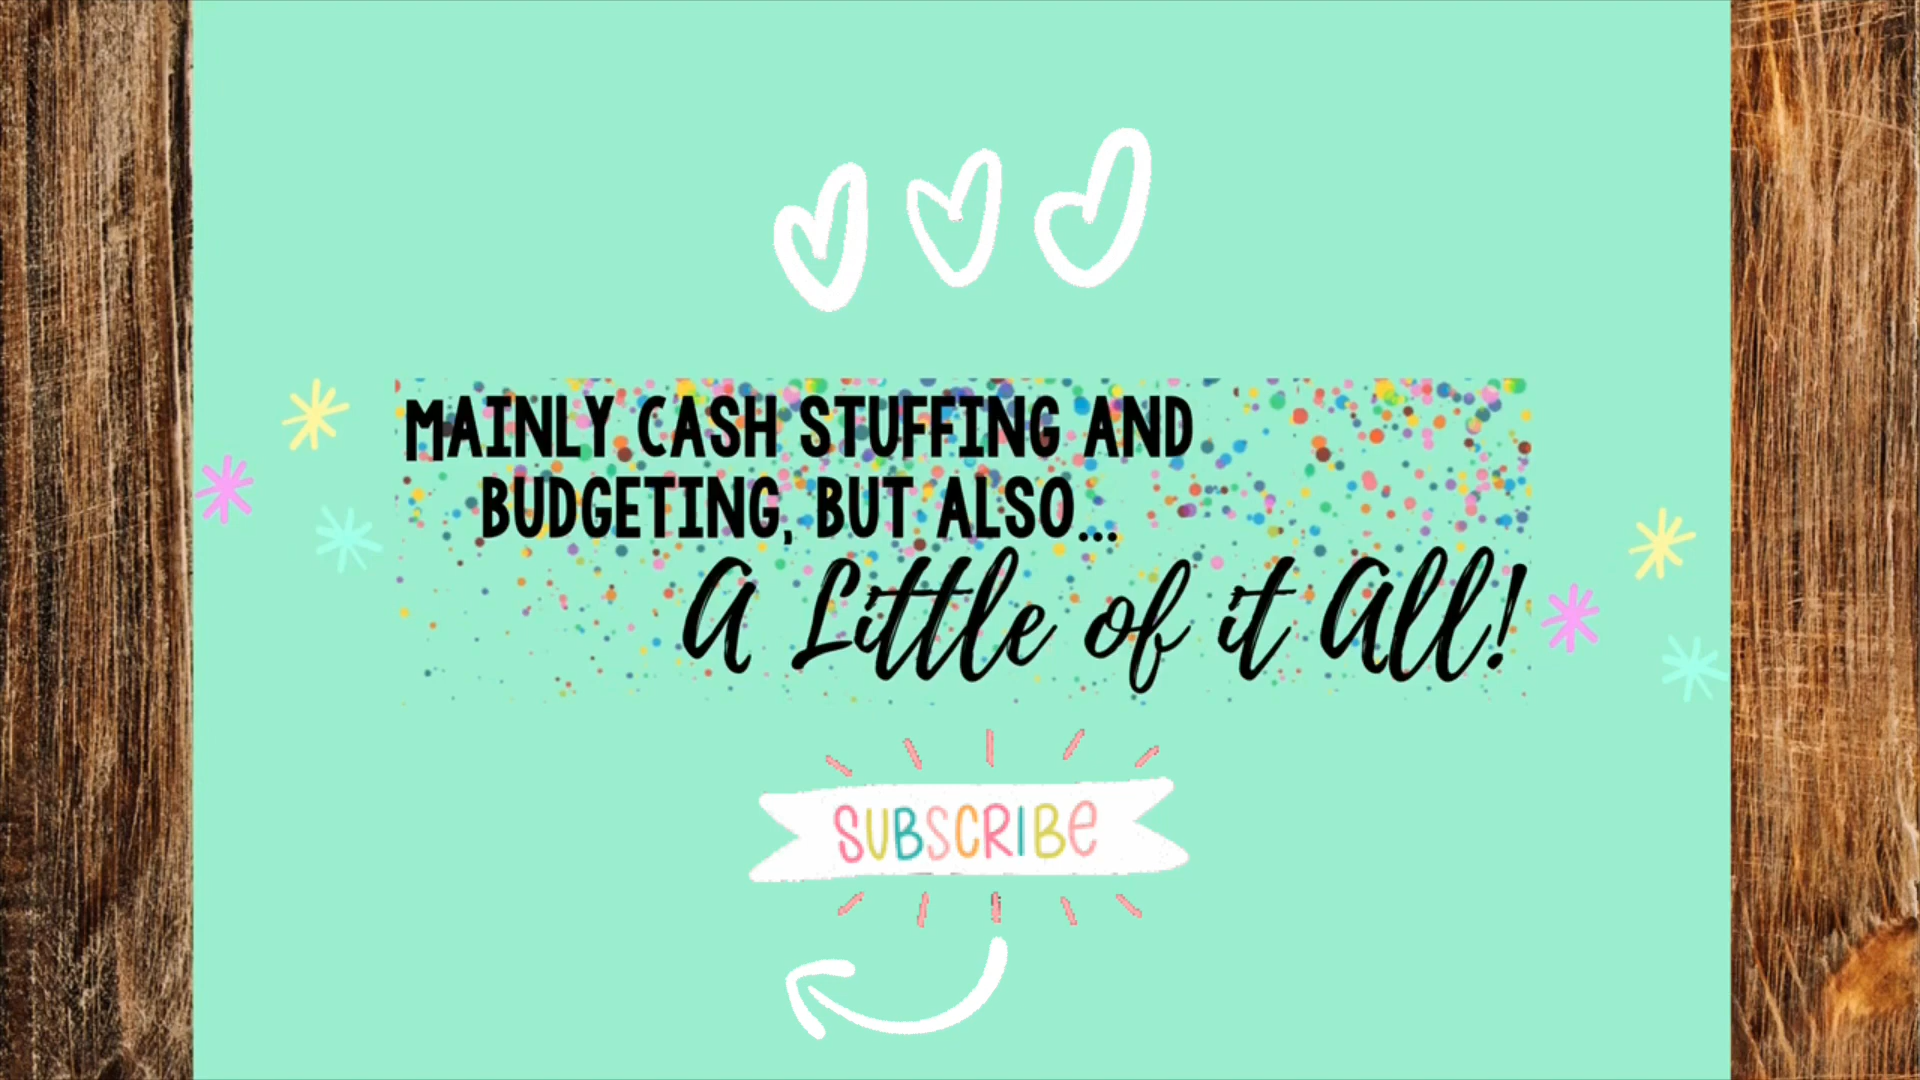 MAINLY CASH STUFFING AND
BUDGETING, BUT ALSO...
A Little of it All!
SUBSCRIBE